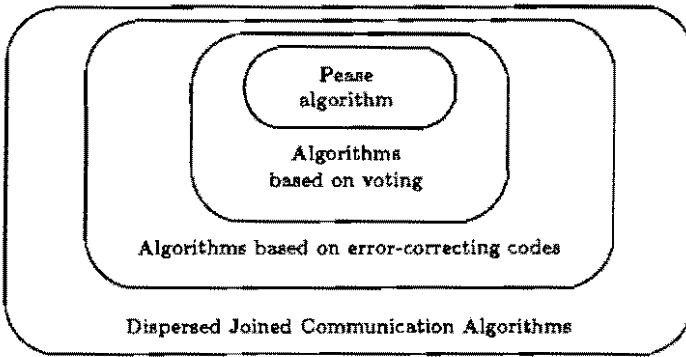 Pease
algorithm
Algorithms
based on voting
Algorithms based on error-correcting codes
Dispersed Joined Communication Algorithms